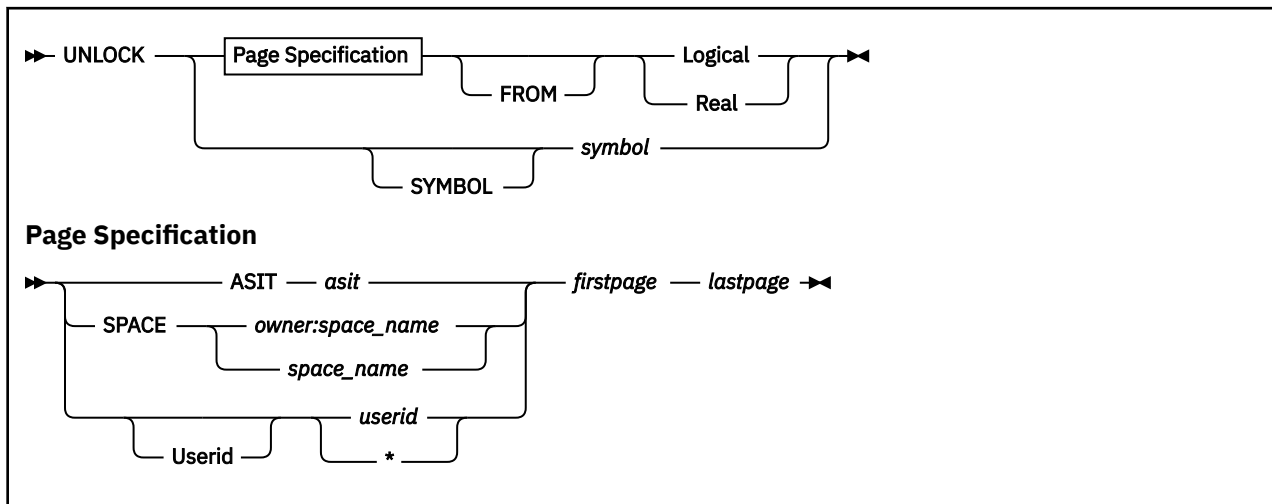 UNLOCK Page Specification Logical
FROM Real
symbol
SYMBOL
Page Specification
ASIT asit firstpage lastpage
SPACE owner:space_name
space_name
userid
Userid *